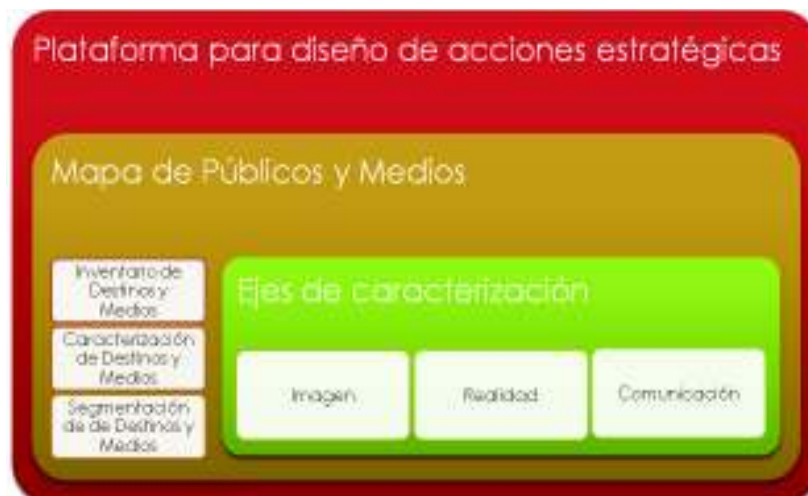 Plataforma para diseño de acciones estratégicas
Mapa de Públicos y Medios
Inventario de
Destinos y
Medios
Caracterización
de Destinos y
Medios
Segmentación
de de Destinos y
Medios
Ejes de caracterización
Imagen
Realidad
Comunicación